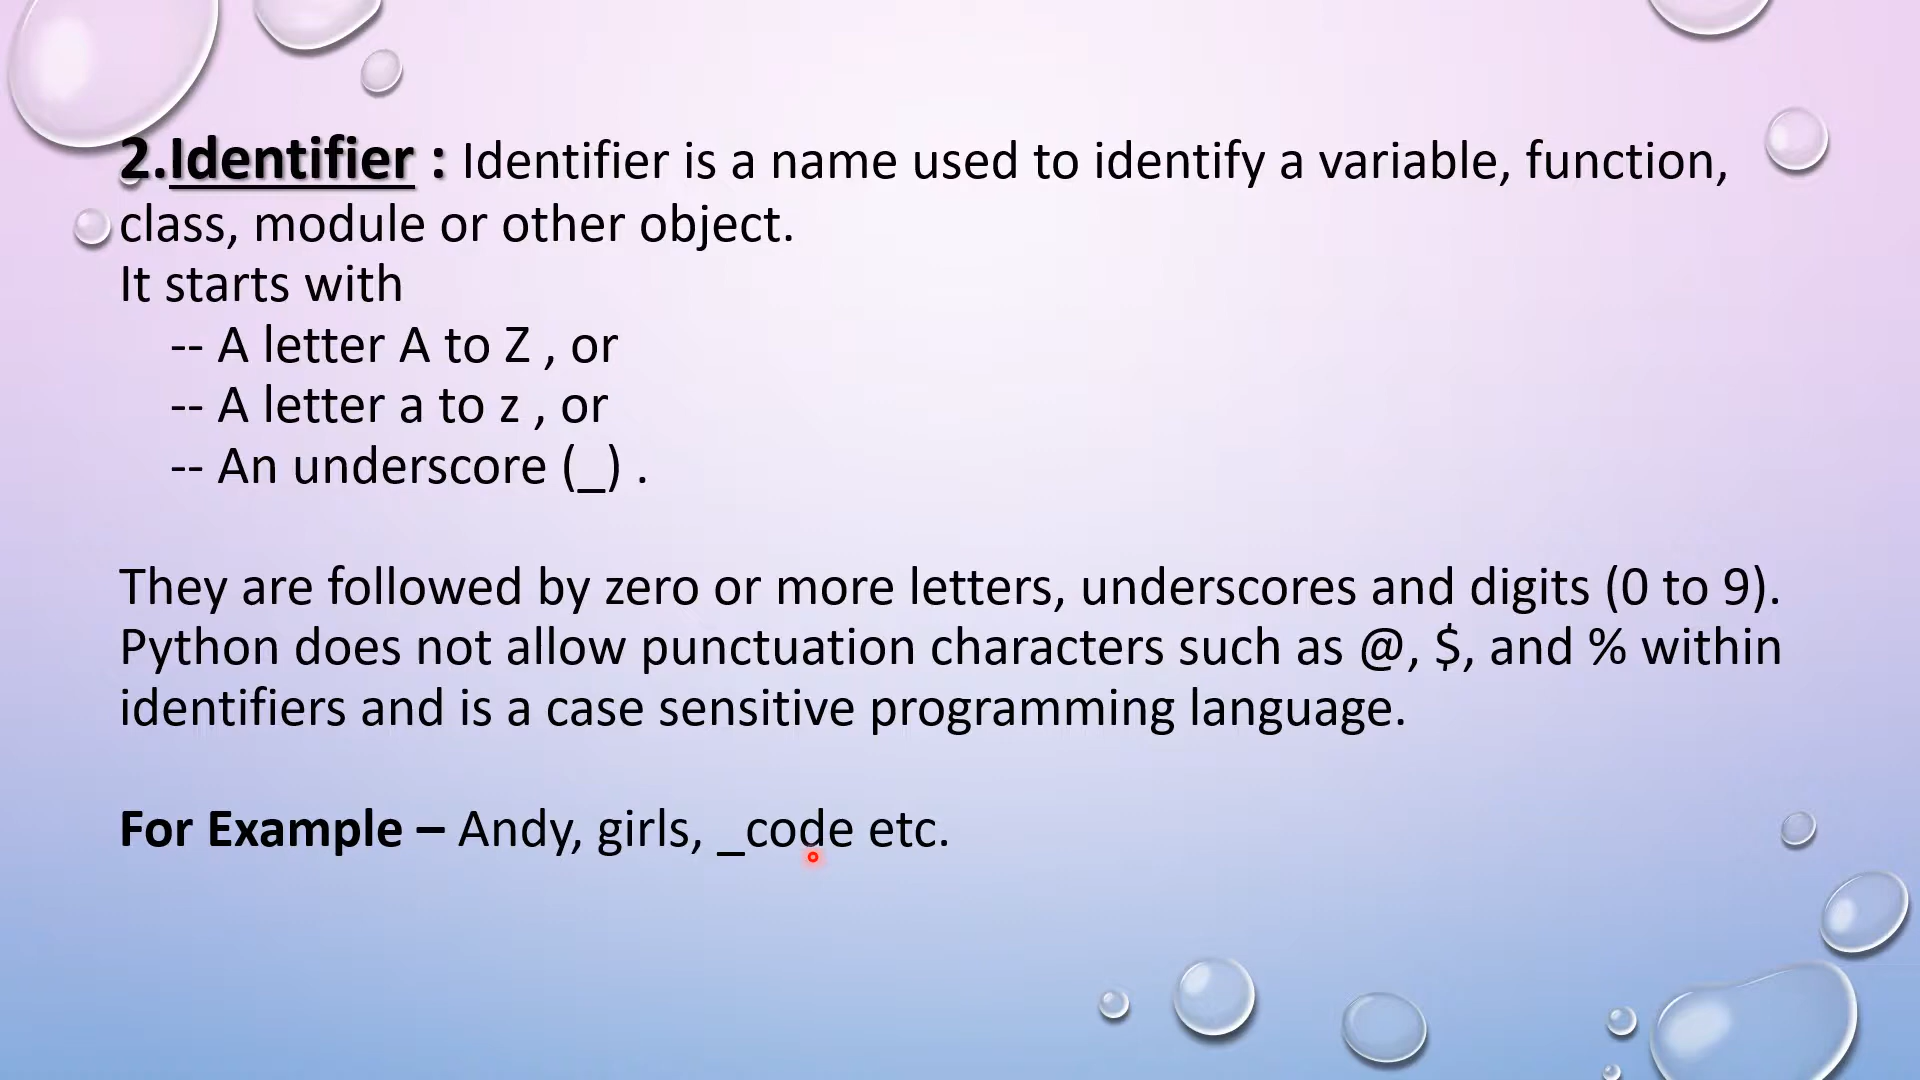 2.Identifier : Identifier is a name used to identify a variable, function,
class, module or other object.
It starts with
-- A letter A to Z , or
-- A letter a to z , or
-- An underscore (_) .
They are followed by zero or more letters, underscores and digits (0 to 9).
Python does not allow punctuation characters such as @, $, and % within
identifiers and is a case sensitive programming language.
For Example – Andy, girls, _code etc.